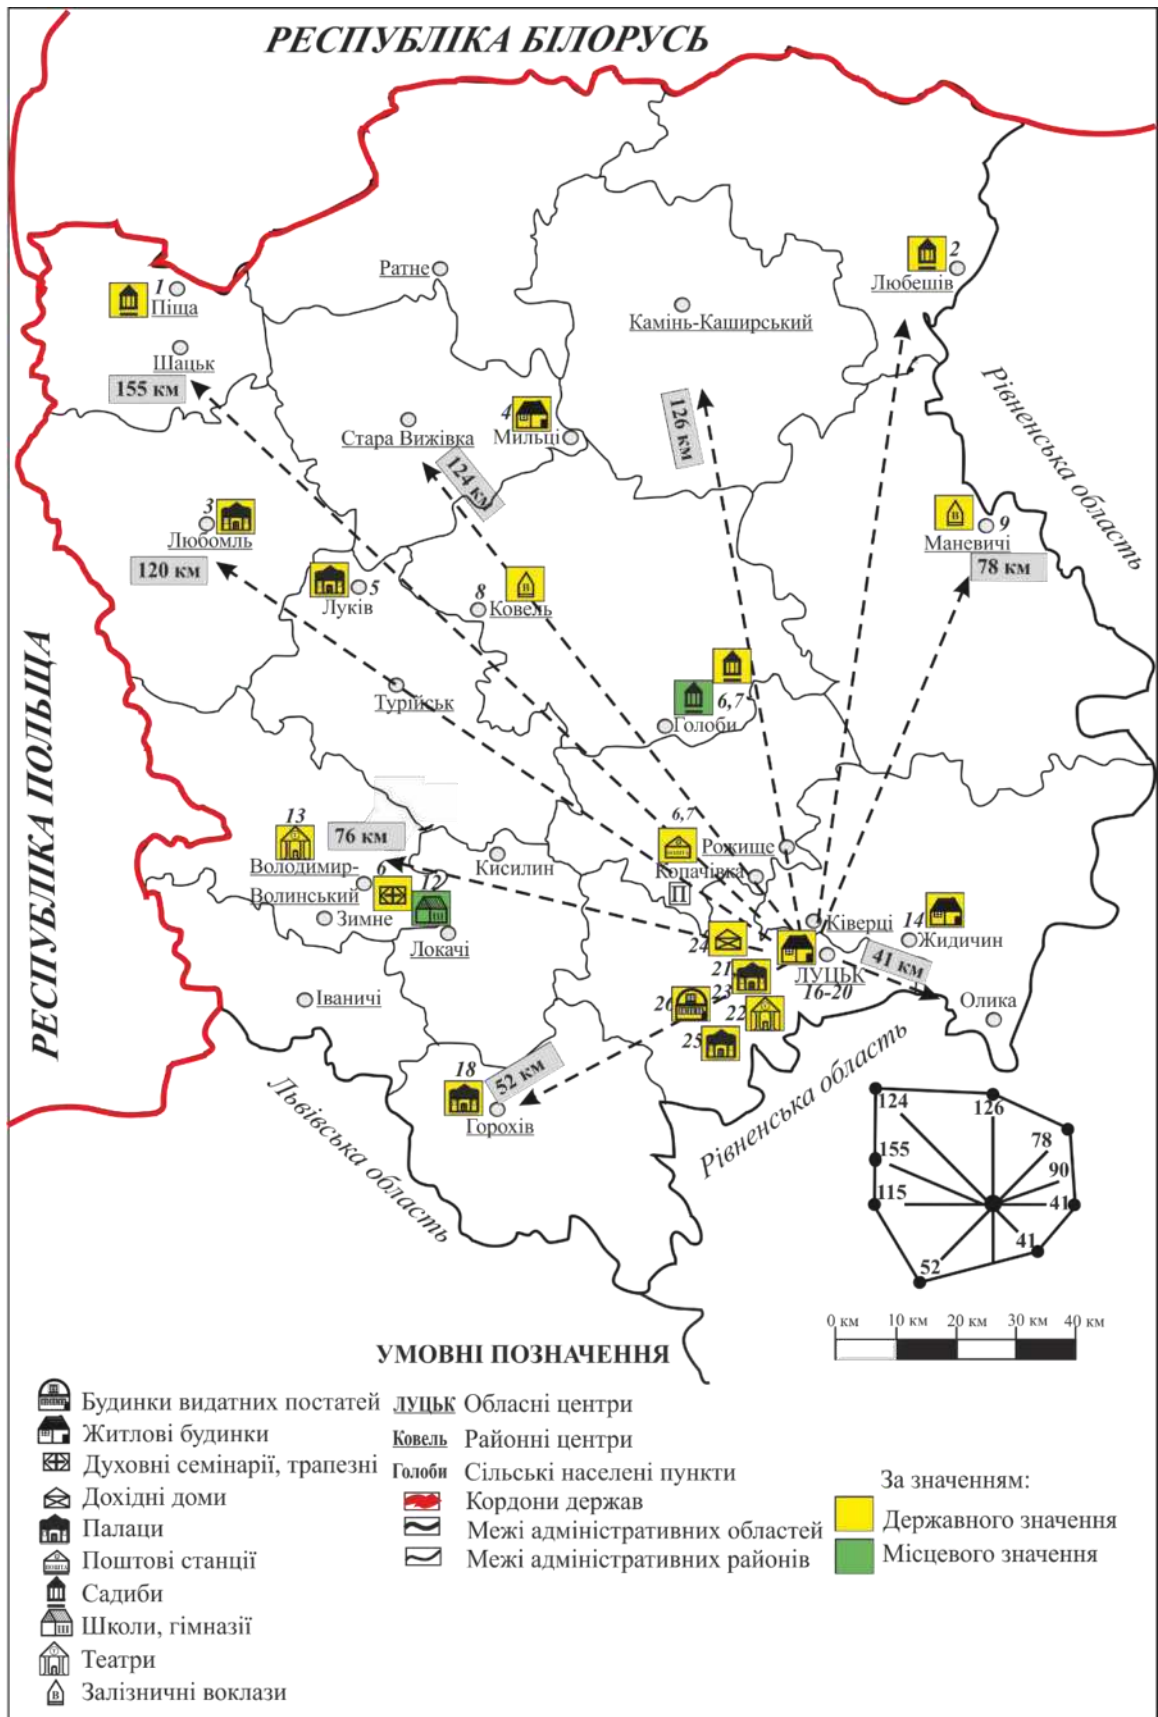 РЕСПУБЛІКА БІЛОРУСЬ
РЕСПУБЛІКА ПОЛЬЩА
Ратне
2
Любешів
1
Піща
Камінь-Каширський
Шацьк
155 км
Рівненська область
4
Мильці
Стара Вижівка
126 км
124 км
3
Любомль
120 км
9
Маневичі
78 км
5
Луків
8
Ковель
Турійськ
6,7
Голоби
13
76 км
Володимир-
Волинський
6
12
Зимне
Локачі
Кисилин
6,7
ПОШТА
Рожище
Копачівка
П
Ківерці
14
Жидичин
24
ЛУЦЬК
16-20
41 км
Олика
21
23
22
26
25
Іваничі
18
52 км
Горохів
Львівська область
Рівненська область
124
126
78
155
90
115
41
41
52
0 км 10 км 20 км 30 км 40 км
УМОВНІ ПОЗНАЧЕННЯ
Будинки видатних постатей
Житлові будинки
Духовні семінарії, трапезні
Дохідні доми
Палаци
Поштові станції
Садиби
Школи, гімназії
Театри
Залізничні воклази
ЛУЦЬК Обласні центри
Ковель Районні центри
Голоби Сільські населені пункти
Кордони держав
Межі адміністративних областей
Межі адміністративних районів
За значенням:
Державного значення
Місцевого значення